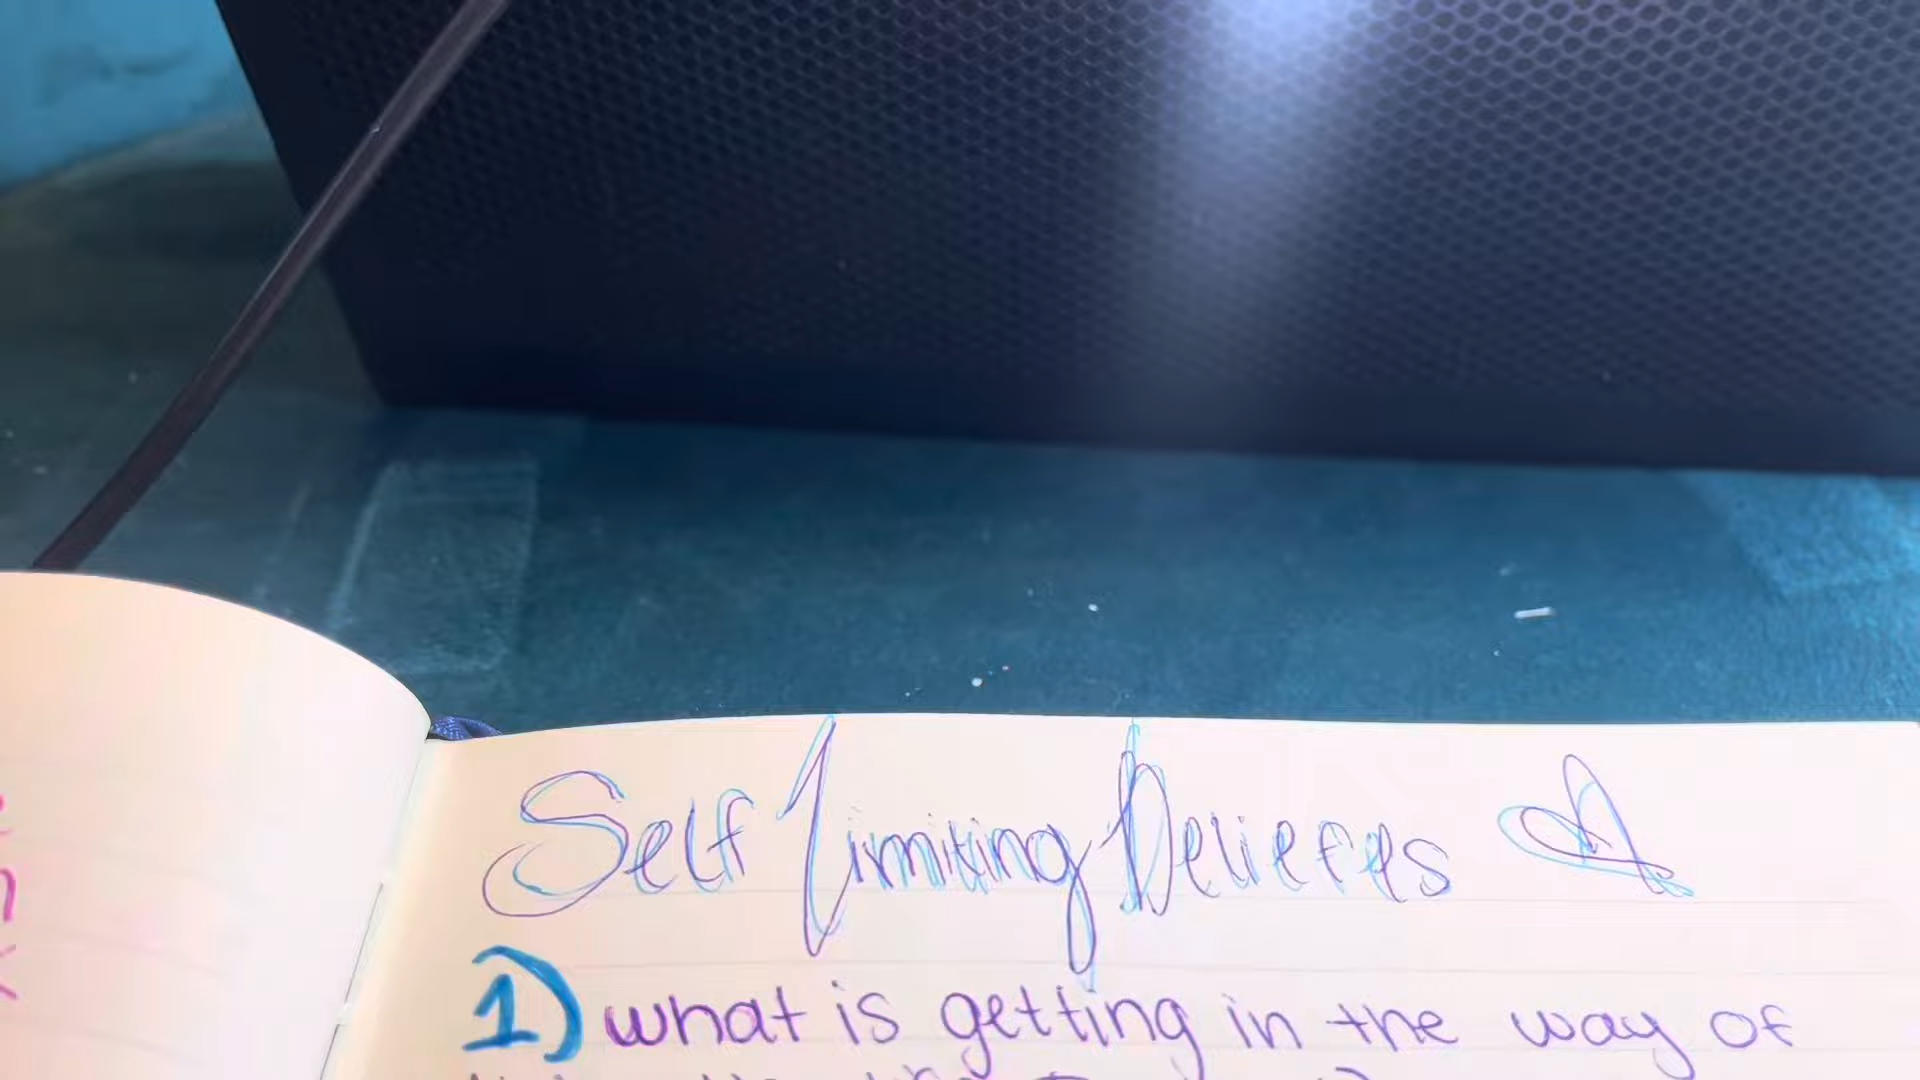 Self limiting Beliefes
1) what is getting in the way of